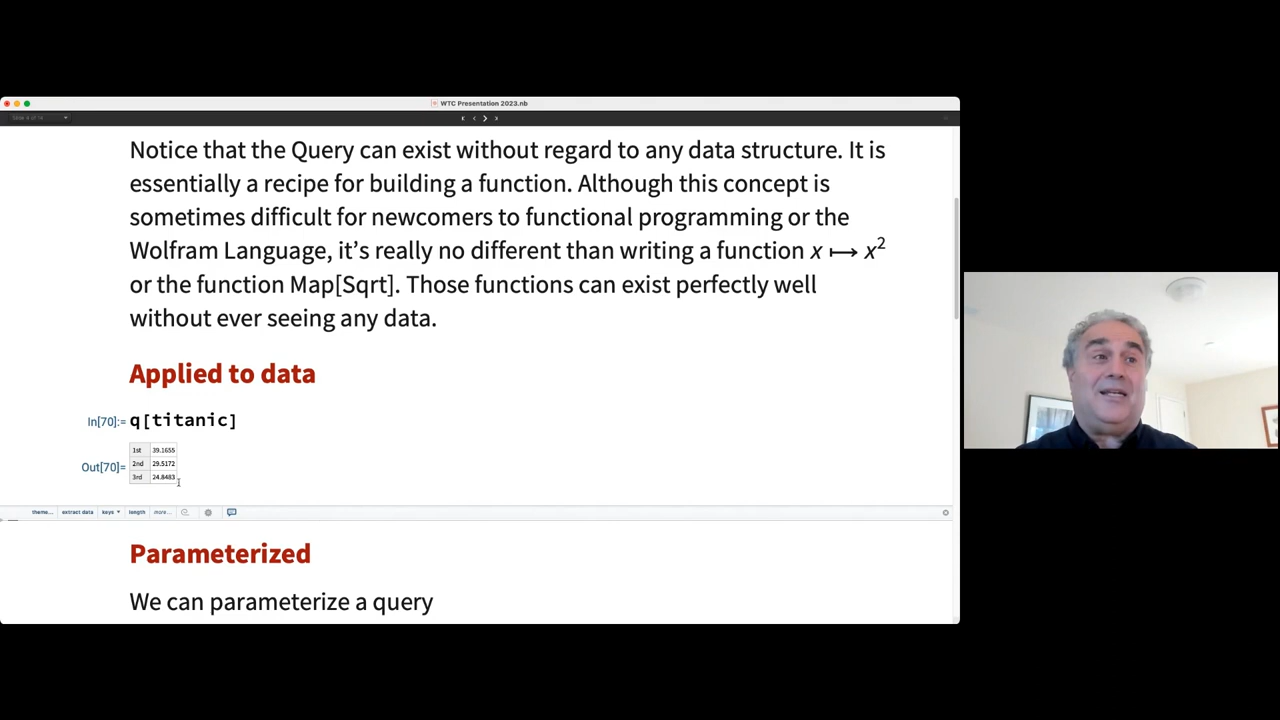 WTC Presentation 2023.nb
Slide 4 of 14
Notice that the Query can exist without regard to any data structure. It is
essentially a recipe for building a function. Although this concept is
sometimes difficult for newcomers to functional programming or the
Wolfram Language, it's really no different than writing a function x ↦ x²
or the function Map[Sqrt]. Those functions can exist perfectly well
without ever seeing any data.
Applied to data
In[70]:= q[titanic]
Out[70]=
1st 39.1655
2nd 29.5172
3rd 24.8483
theme... extract data keys length more...
Parameterized
We can parameterize a query